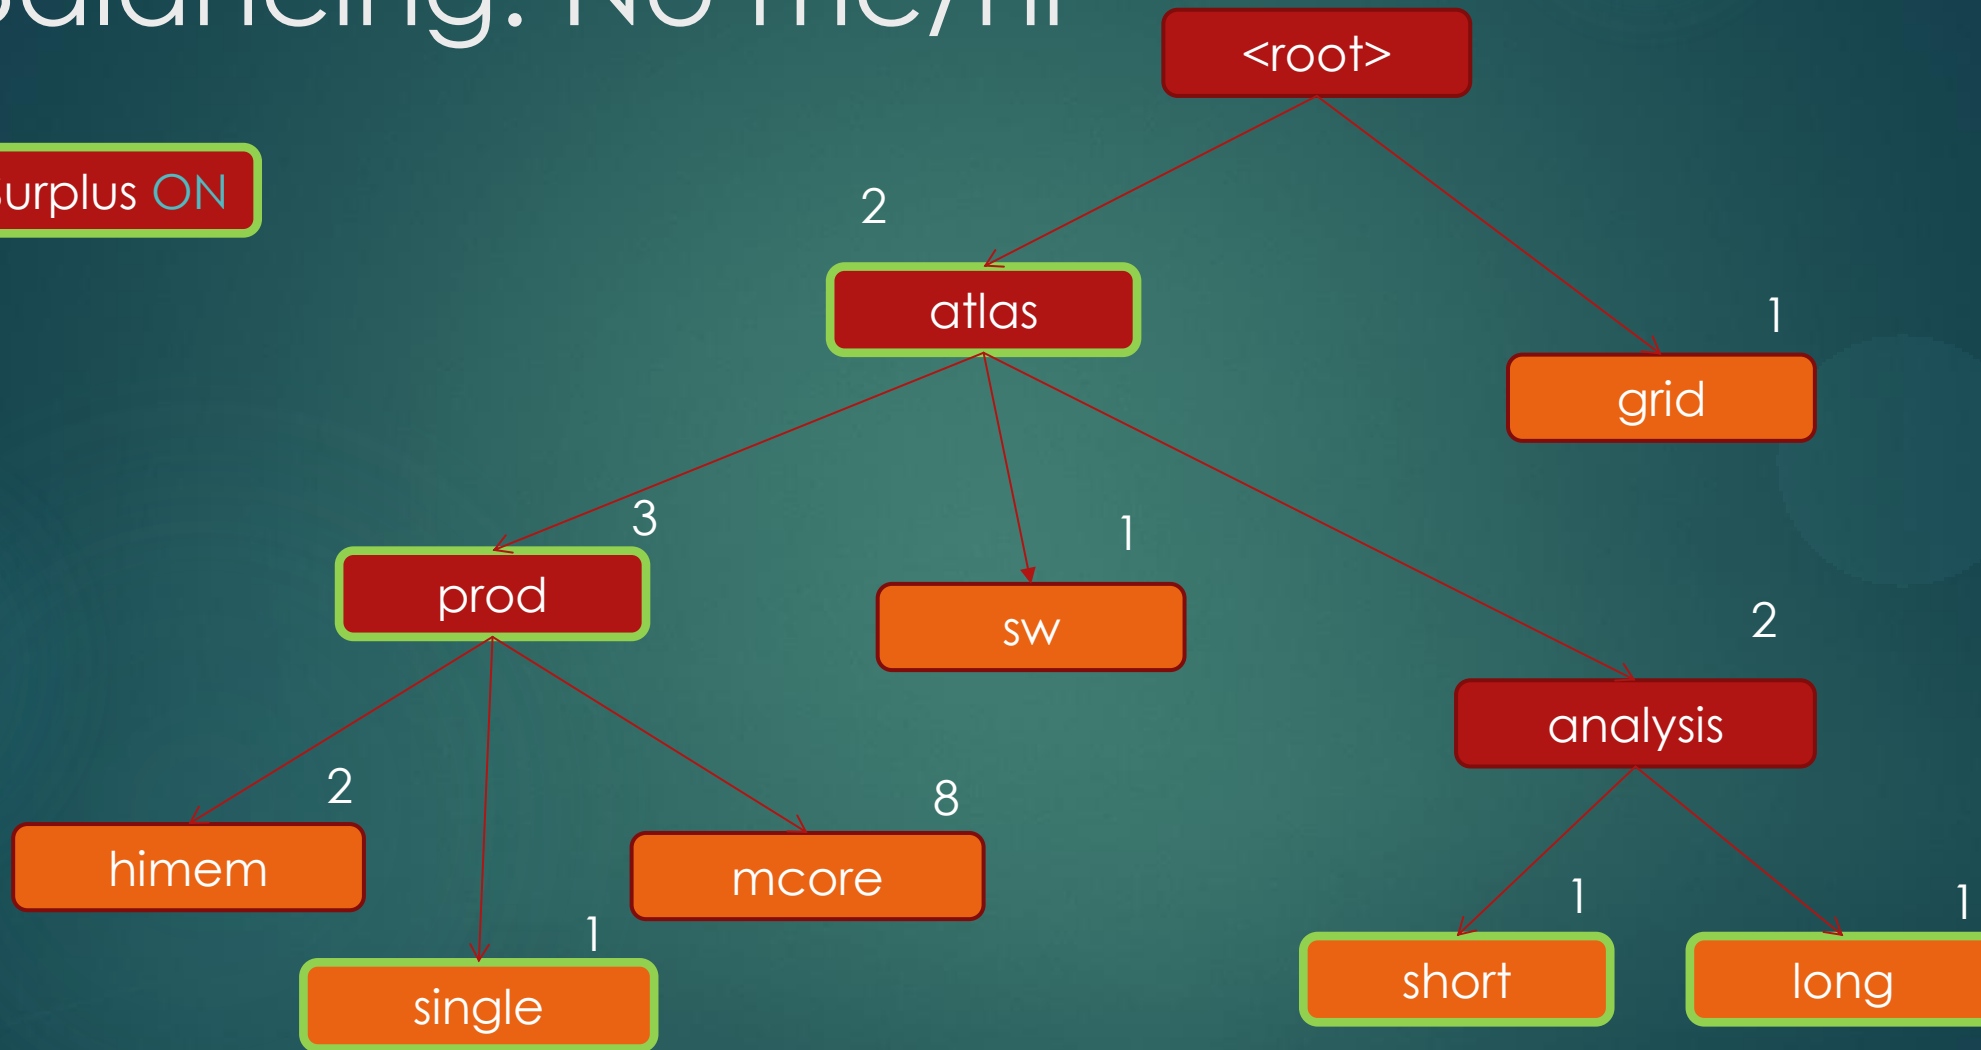 <root>
Surplus ON
2
atlas
1
grid
3
prod
1
sw
2
analysis
2
himem
8
mcore
1
single
1
short
1
long